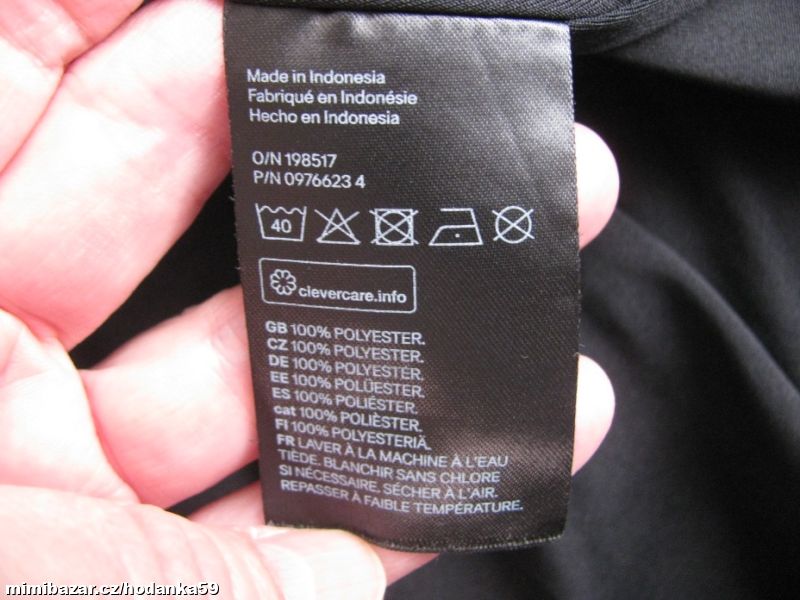 Made in Indonesia
Fabriqué en Indonésie
Hecho en Indonesia
O/N 198517
P/N 0976623 4
40
clevercare.info
GB 100% POLYESTER.
CZ 100% POLYESTER.
DE 100% POLYESTER.
EE 100% POLÜESTER.
ES 100% POLIÉSTER.
cat 100% POLIÈSTER.
FI 100% POLYESTERIÄ.
FR LAVER À LA MACHINE À L'EAU
TIÈDE. BLANCHIR SANS CHLORE
SI NÉCESSAIRE. SÉCHER À L'AIR.
REPASSER À FAIBLE TEMPÉRATURE.
mimibazar.cz/hodanka59